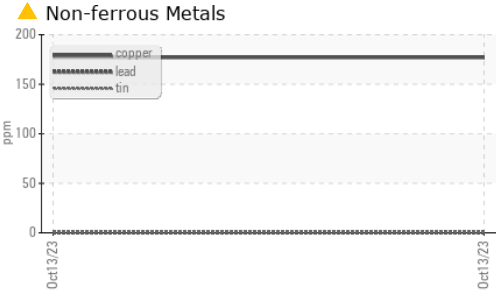 Non-ferrous Metals
200
150
100
50
0
ppm
copper
lead
tin
Oct13/23
Oct13/23